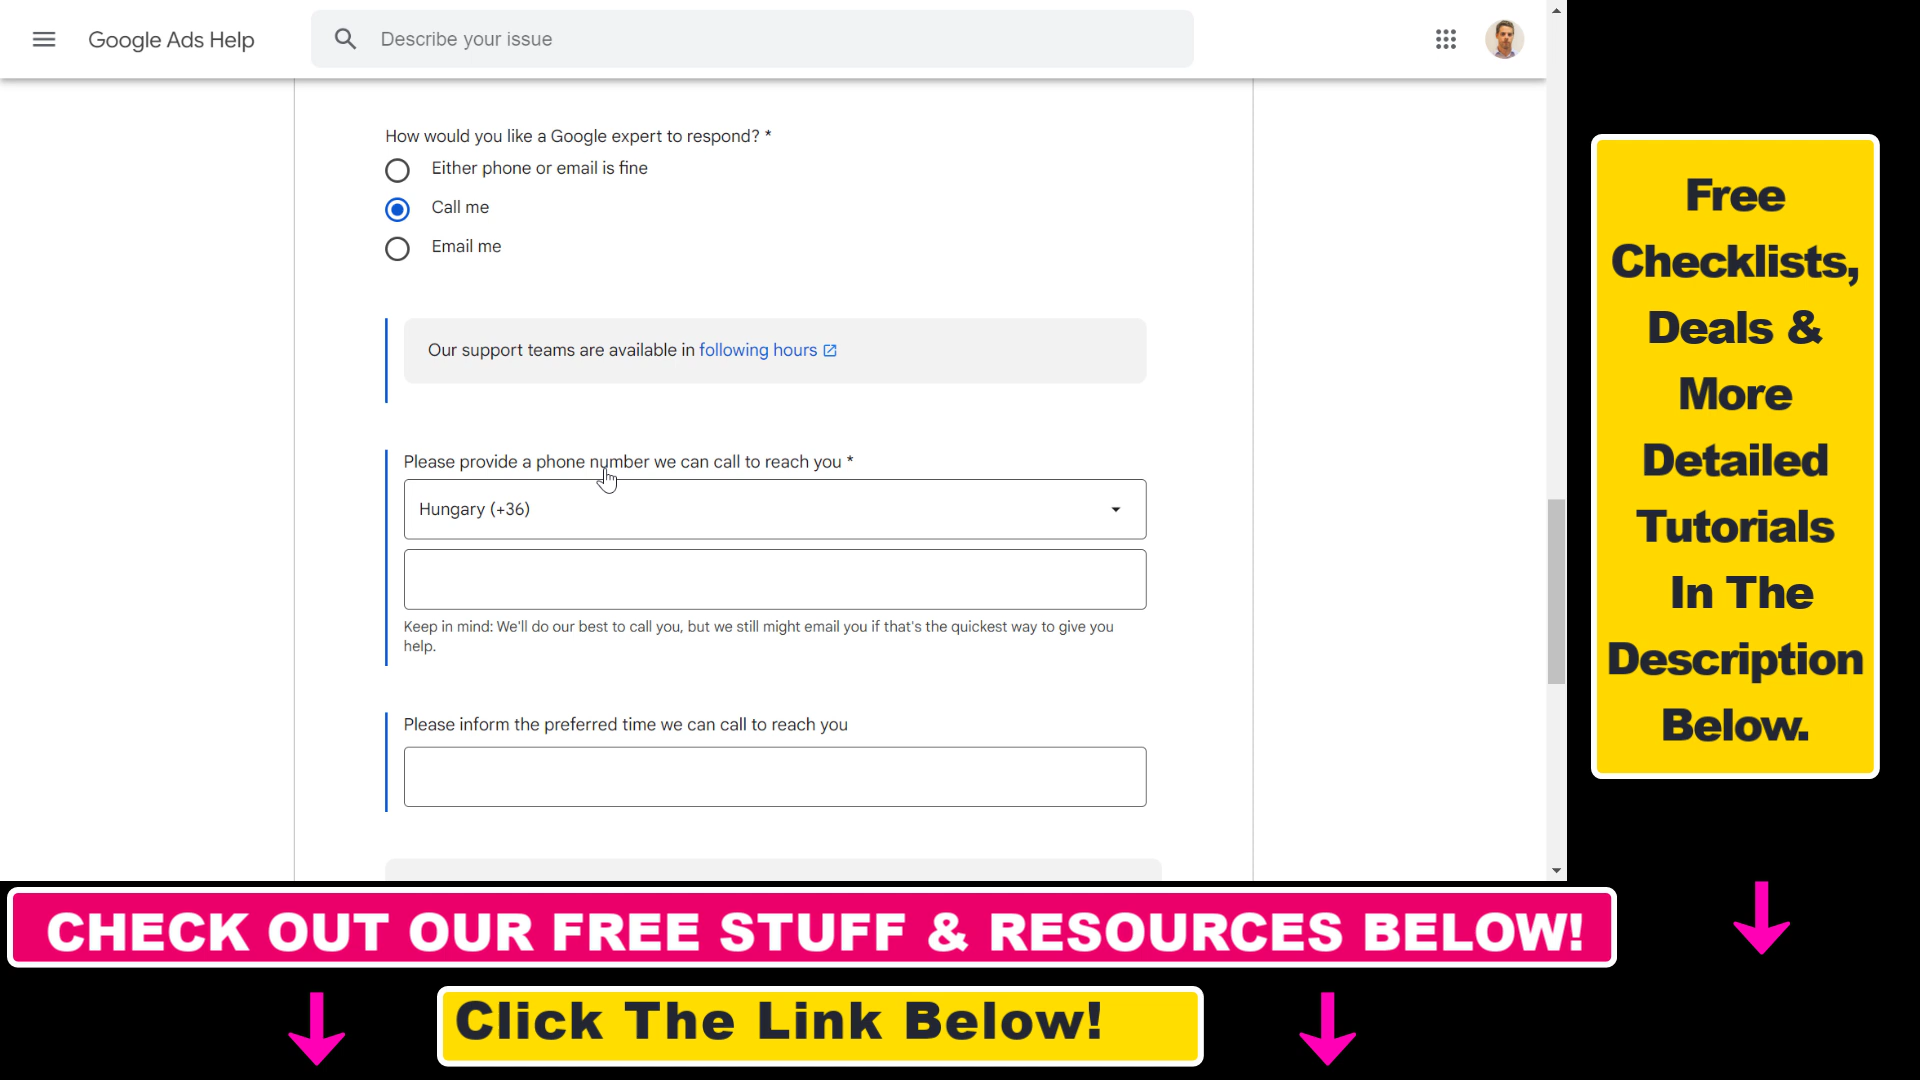 Google Ads Help
Describe your issue
How would you like a Google expert to respond? *
Either phone or email is fine
Call me
Email me
Our support teams are available in following hours
Please provide a phone number we can call to reach you *
Hungary (+36)
Keep in mind: We'll do our best to call you, but we still might email you if that's the quickest way to give you
help.
Please inform the preferred time we can call to reach you
Free
Checklists,
Deals &
More
Detailed
Tutorials
In The
Description
Below.
CHECK OUT OUR FREE STUFF & RESOURCES BELOW!
Click The Link Below!